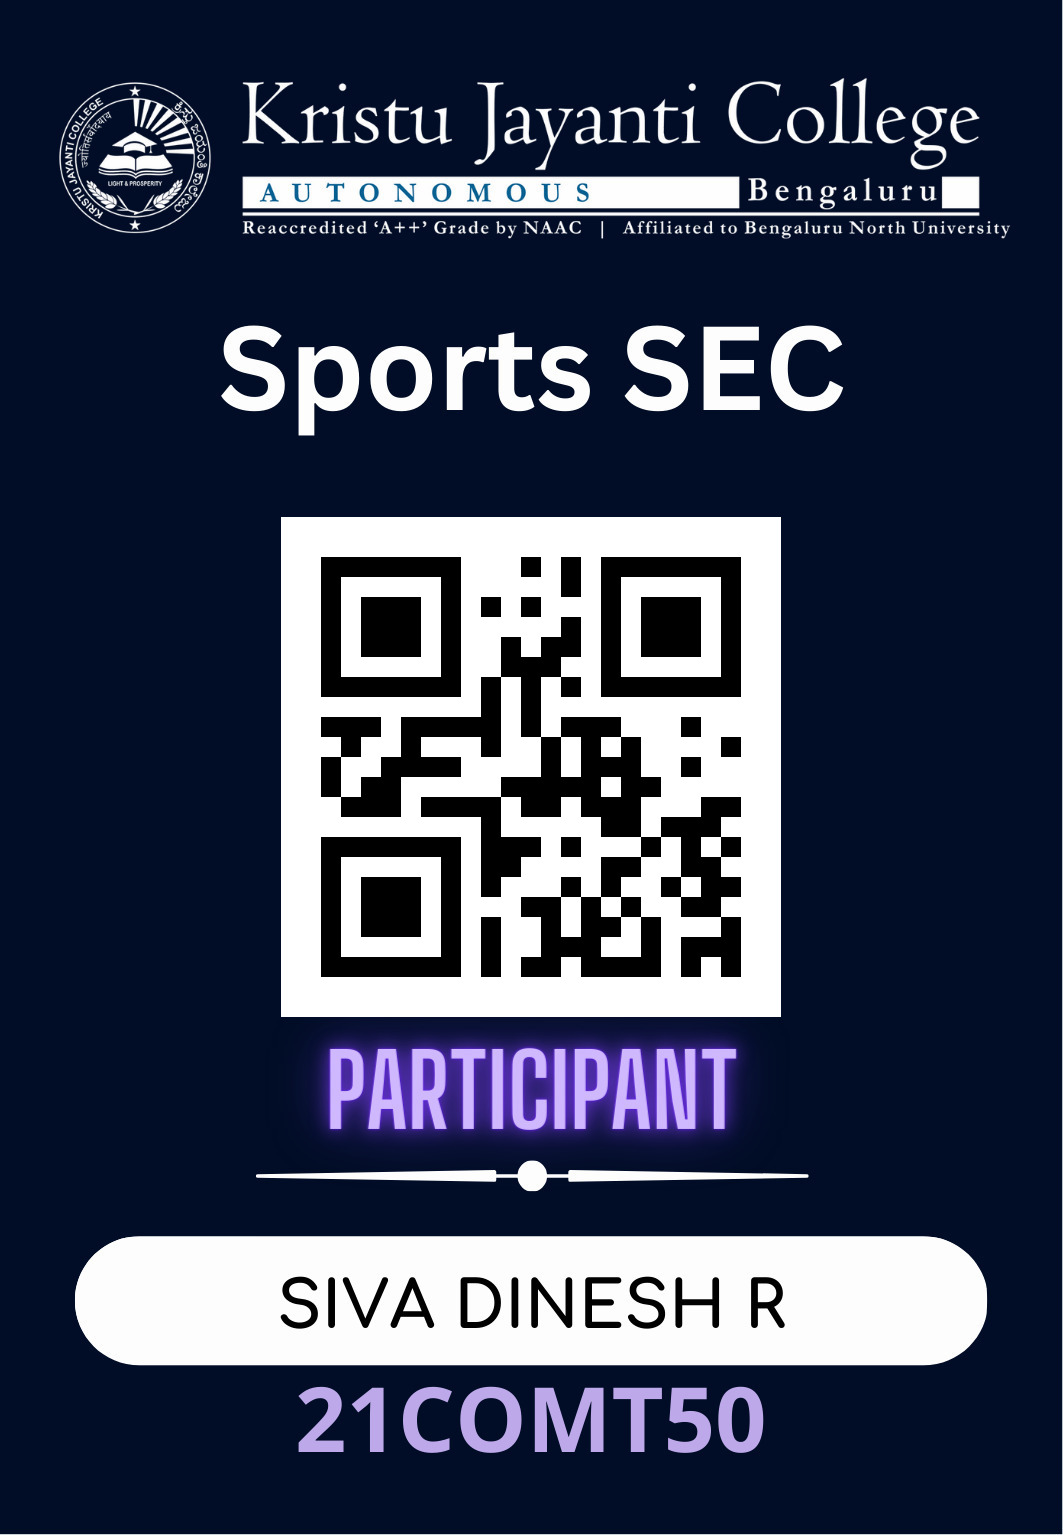 KRISTU JAYANTI COLLEGE
ಕ್ರಿಸ್ತು ಜಯಂತಿ ಕಾಲೇಜು
LIGHT & PROSPERITY
Kristu Jayanti College
AUTONOMOUS Bengaluru
Reaccredited ‘A++’ Grade by NAAC | Affiliated to Bengaluru North University
Sports SEC
PARTICIPANT
SIVA DINESH R
21COMT50